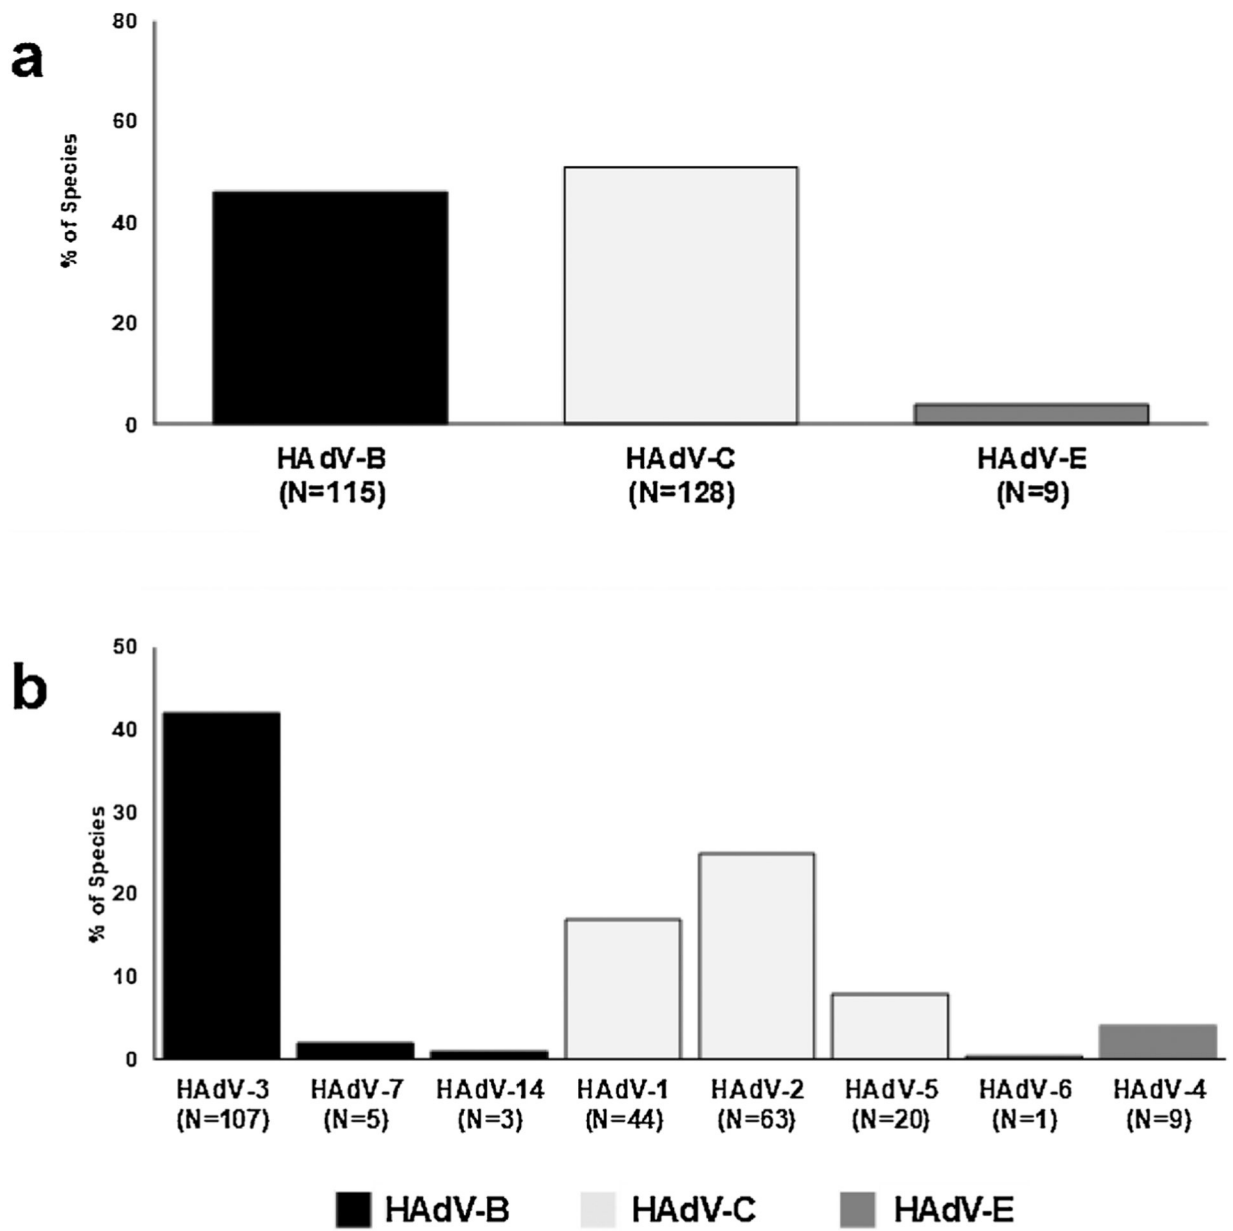 a
80
60
40
20
0
% of Species
HAdV-B
(N=115)
HAdV-C
(N=128)
HAdV-E
(N=9)
b
50
40
30
20
10
0
% of Species
HAdV-3
(N=107)
HAdV-7
(N=5)
HAdV-14
(N=3)
HAdV-1
(N=44)
HAdV-2
(N=63)
HAdV-5
(N=20)
HAdV-6
(N=1)
HAdV-4
(N=9)
HAdV-B
HAdV-C
HAdV-E